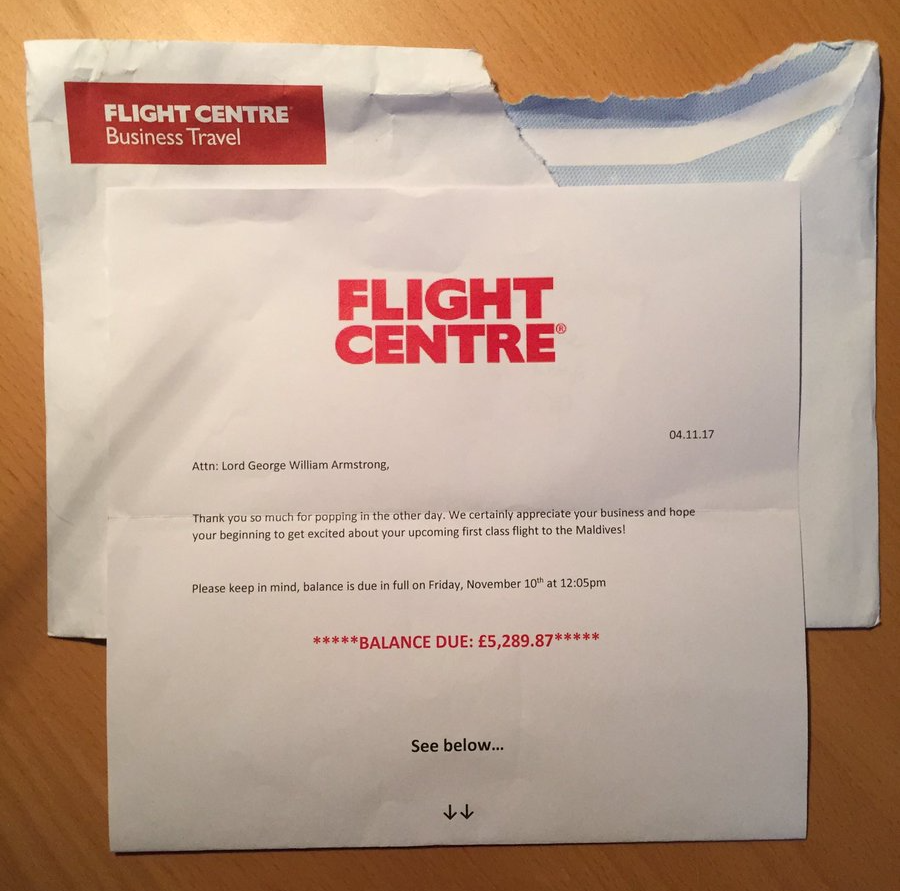 FLIGHT CENTRE
Business Travel
FLIGHT
CENTRE®
04.11.17
Attn: Lord George William Armstrong,
Thank you so much for popping in the other day. We certainly appreciate your business and hope
your beginning to get excited about your upcoming first class flight to the Maldives!
Please keep in mind, balance is due in full on Friday, November 10th at 12:05pm
*****BALANCE DUE: £5,289.87*****
See below...
↓↓